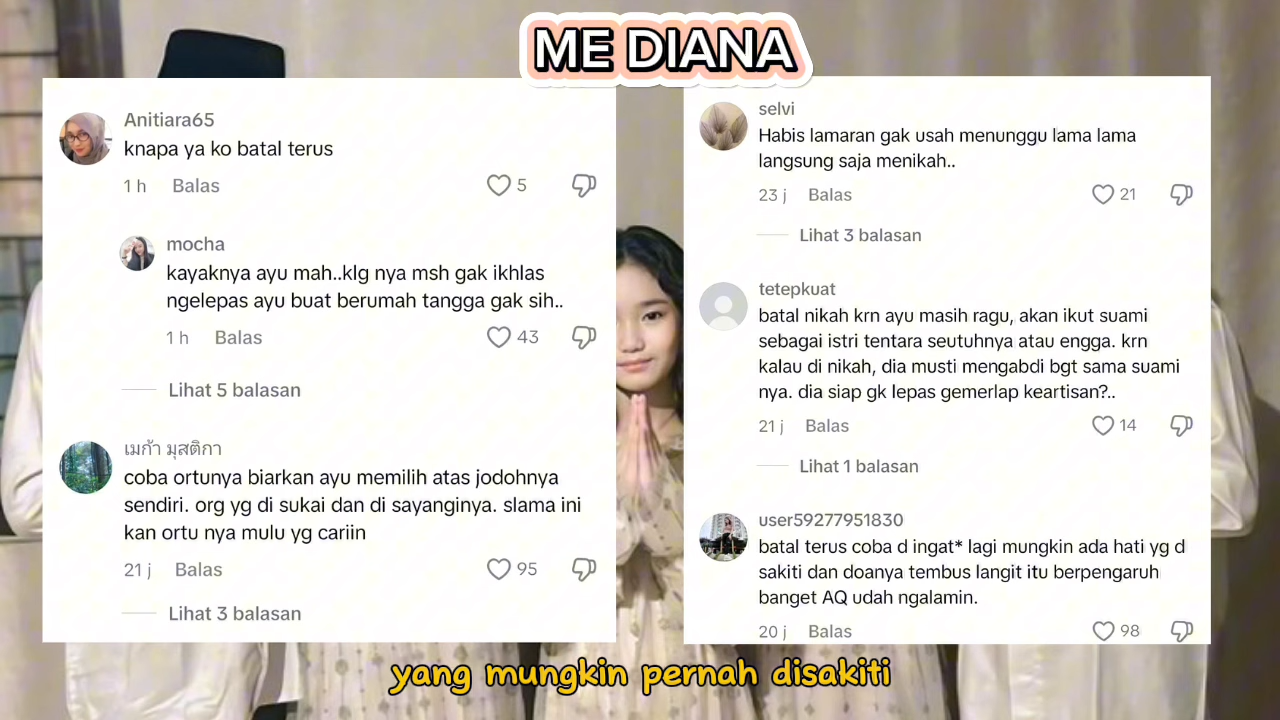 ME DIANA
Anitiara65
knapa ya ko batal terus
1 h Balas 5
mocha
kayaknya ayu mah..klg nya msh gak ikhlas
ngelepas ayu buat berumah tangga gak sih..
1 h Balas 43
Lihat 5 balasan
เมก้า มุสติกา
coba ortunya biarkan ayu memilih atas jodohnya
sendiri. org yg di sukai dan di sayanginya. slama ini
kan ortu nya mulu yg cariin
21 j Balas 95
Lihat 3 balasan
selvi
Habis lamaran gak usah menunggu lama lama
langsung saja menikah..
23 j Balas 21
Lihat 3 balasan
tetepkuat
batal nikah krn ayu masih ragu, akan ikut suami
sebagai istri tentara seutuhnya atau engga. krn
kalau di nikah, dia musti mengabdi bgt sama suami
nya. dia siap gk lepas gemerlap keartisan?..
21 j Balas 14
Lihat 1 balasan
user59277951830
batal terus coba d ingat* lagi mungkin ada hati yg d
sakiti dan doanya tembus langit itu berpengaruh
banget AQ udah ngalamin.
20 j Balas 98
yang mungkin pernah disakiti